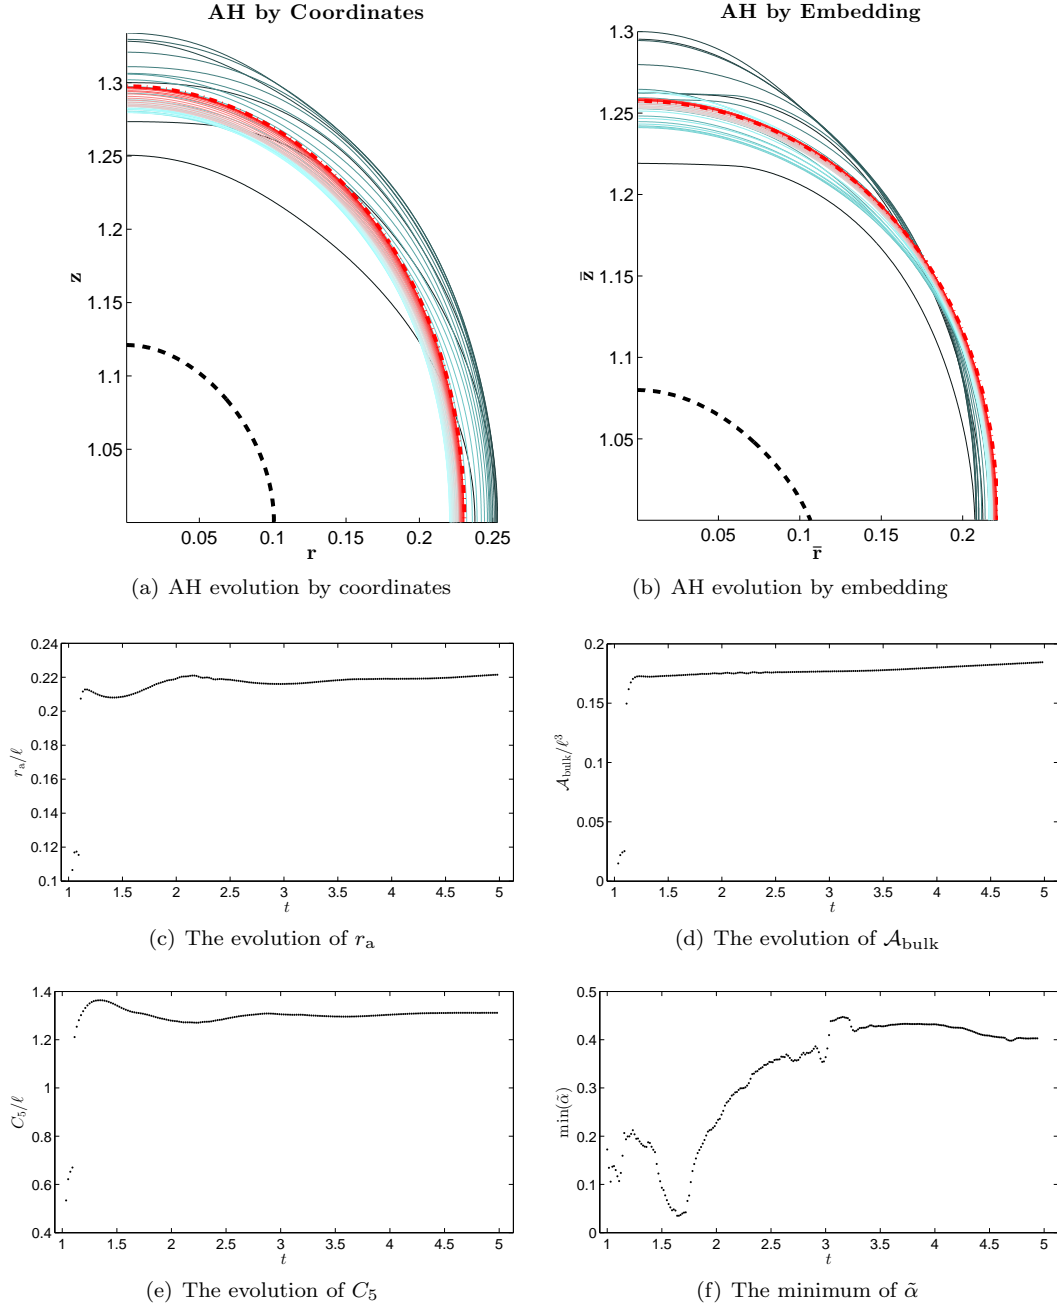 AH by Coordinates
1.3
1.25
1.2
z
1.15
1.1
1.05
0.05 0.1 0.15 0.2 0.25
r
(a) AH evolution by coordinates
AH by Embedding
1.3
1.25
1.2
z̄
1.15
1.1
1.05
0.05 0.1 0.15 0.2
r̄
(b) AH evolution by embedding
0.24
0.22
0.2
0.18
0.16
0.14
0.12
0.1
r_a/ℓ
1 1.5 2 2.5 3 3.5 4 4.5 5
t
(c) The evolution of r_a
0.2
0.15
0.1
0.05
0
𝒜_bulk/ℓ³
1 1.5 2 2.5 3 3.5 4 4.5 5
t
(d) The evolution of 𝒜_bulk
1.4
1.2
1
0.8
0.6
0.4
C₅/ℓ
1 1.5 2 2.5 3 3.5 4 4.5 5
t
(e) The evolution of C₅
0.5
0.4
0.3
0.2
0.1
0
min(α̃)
1 1.5 2 2.5 3 3.5 4 4.5 5
t
(f) The minimum of α̃